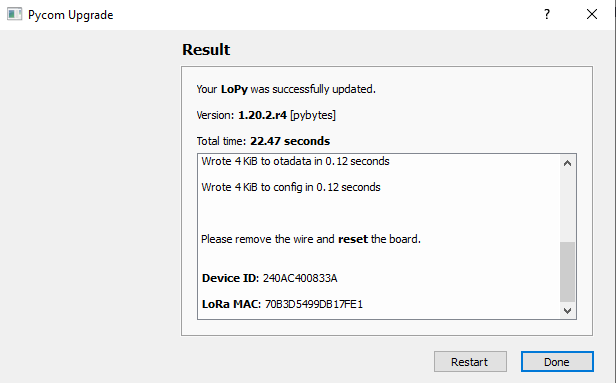 Pycom Upgrade
Result
Your LoPy was successfully updated.
Version: 1.20.2.r4 [pybytes]
Total time: 22.47 seconds
Wrote 4 KiB to otadata in 0.12 seconds
Wrote 4 KiB to config in 0.12 seconds
Please remove the wire and reset the board.
Device ID: 240AC400833A
LoRa MAC: 70B3D5499DB17FE1
Restart Done